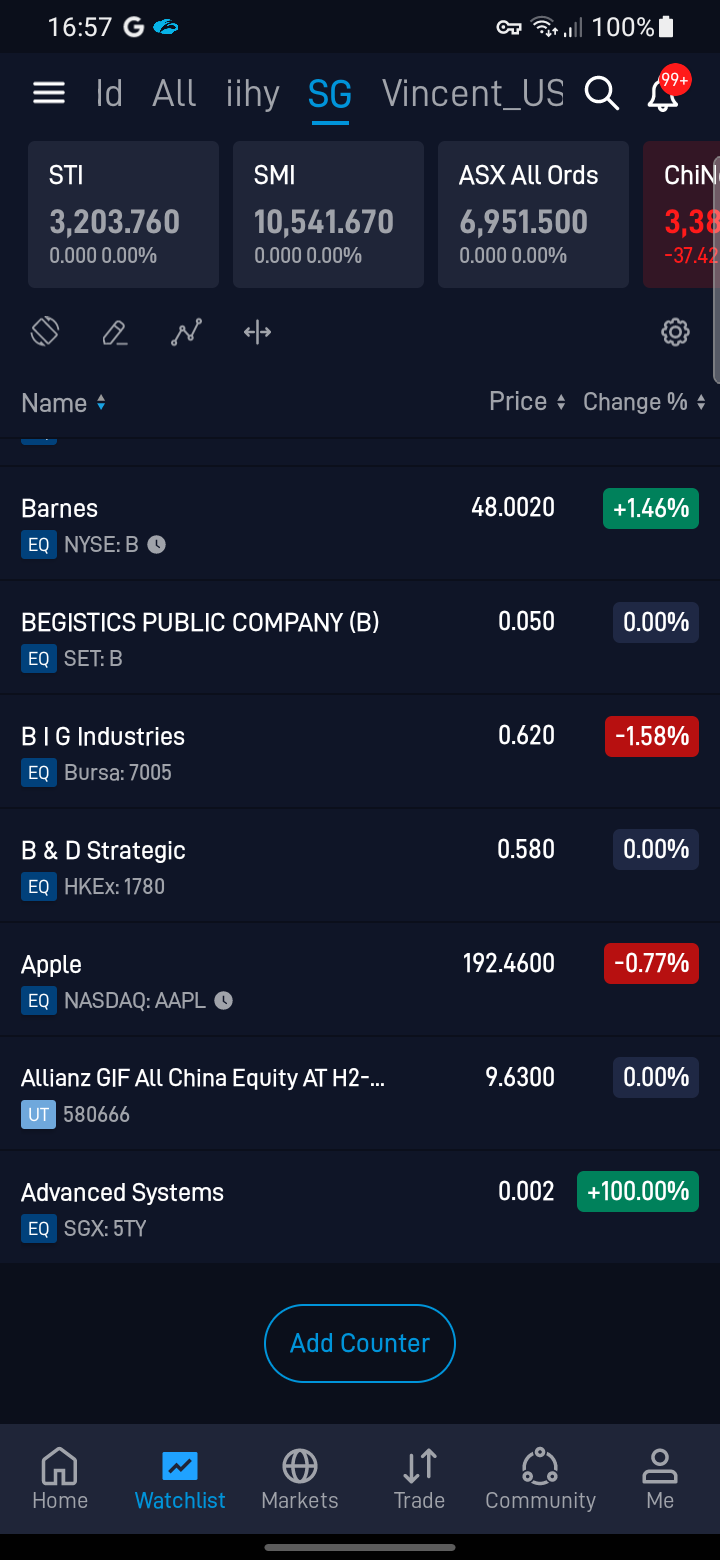 16:57 G 100%
Id All iihy SG Vincent_US 99+
STI SMI ASX All Ords ChiN
3,203.760 10,541.670 6,951.500 3,38
0.000 0.00% 0.000 0.00% 0.000 0.00% -37.42
Name Price Change %
Barnes 48.0020 +1.46%
EQ NYSE: B
BEGISTICS PUBLIC COMPANY (B) 0.050 0.00%
EQ SET: B
B I G Industries 0.620 -1.58%
EQ Bursa: 7005
B & D Strategic 0.580 0.00%
EQ HKEx: 1780
Apple 192.4600 -0.77%
EQ NASDAQ: AAPL
Allianz GIF All China Equity AT H2-... 9.6300 0.00%
UT 580666
Advanced Systems 0.002 +100.00%
EQ SGX: 5TY
Add Counter
Home Watchlist Markets Trade Community Me